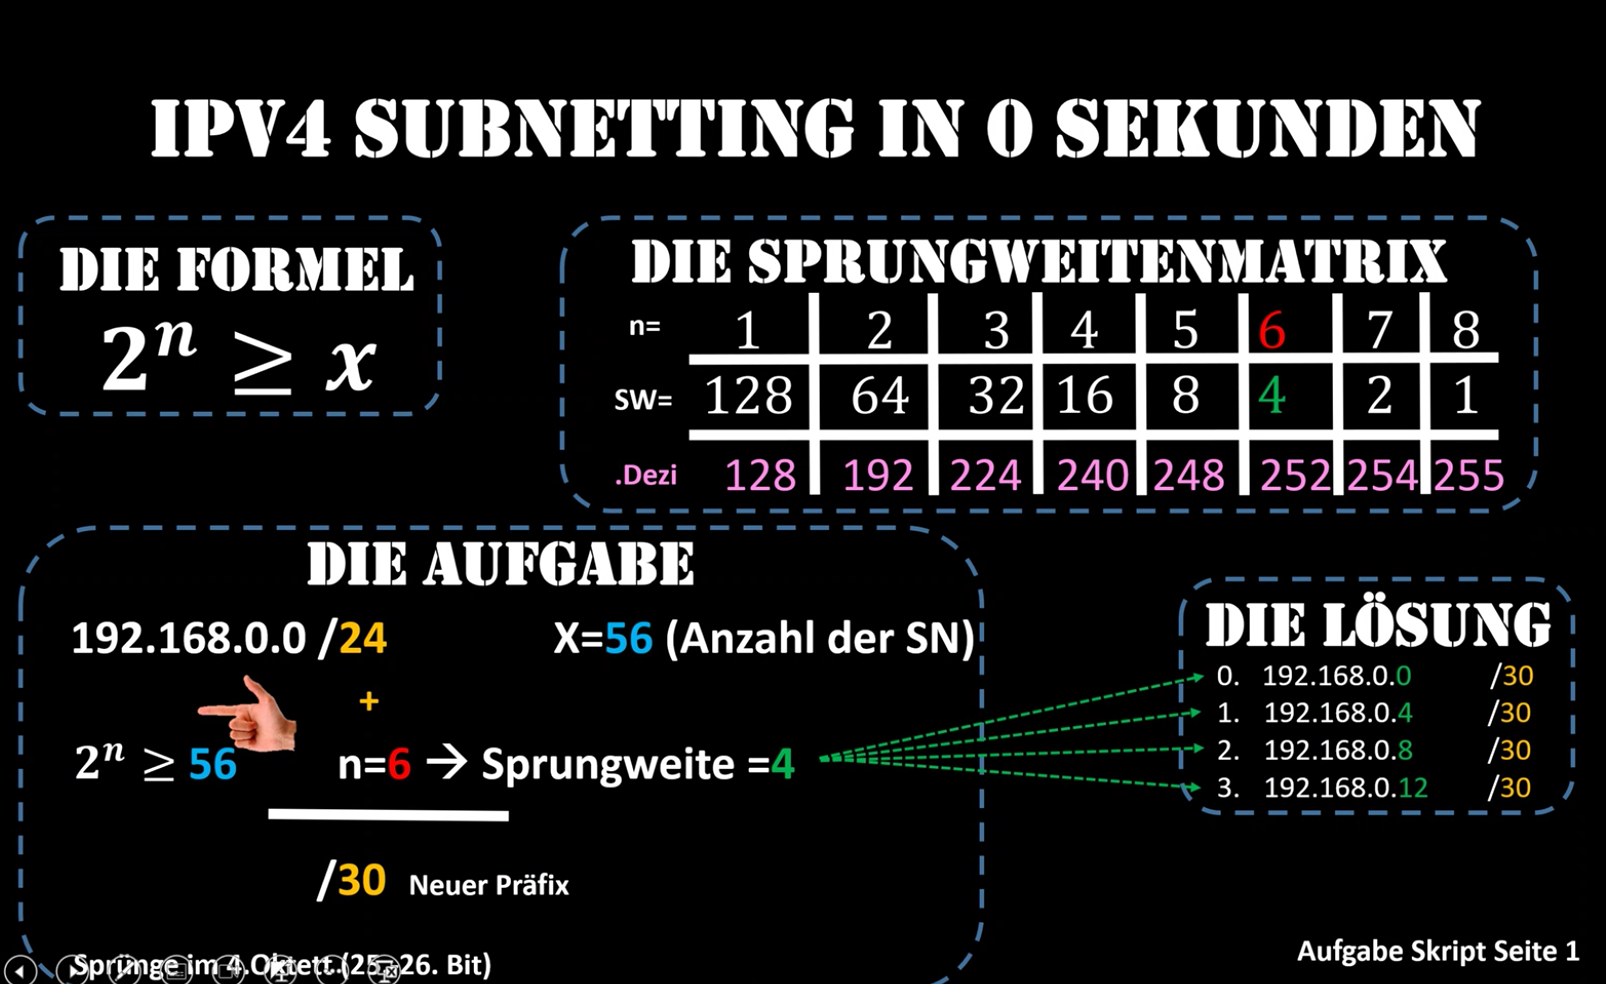 IPV4 SUBNETTING IN 0 SEKUNDEN
DIE FORMEL
2ⁿ ≥ x
DIE SPRUNGWEITENMATRIX
n= 1 2 3 4 5 6 7 8
SW= 128 64 32 16 8 4 2 1
.Dezi 128 192 224 240 248 252 254 255
DIE AUFGABE
192.168.0.0 /24 X=56 (Anzahl der SN)
+
2ⁿ ≥ 56 n=6 → Sprungweite =4
/30 Neuer Präfix
Sprünge im 4.Oktett.(25 26. Bit)
DIE LÖSUNG
0. 192.168.0.0 /30
1. 192.168.0.4 /30
2. 192.168.0.8 /30
3. 192.168.0.12 /30
Aufgabe Skript Seite 1